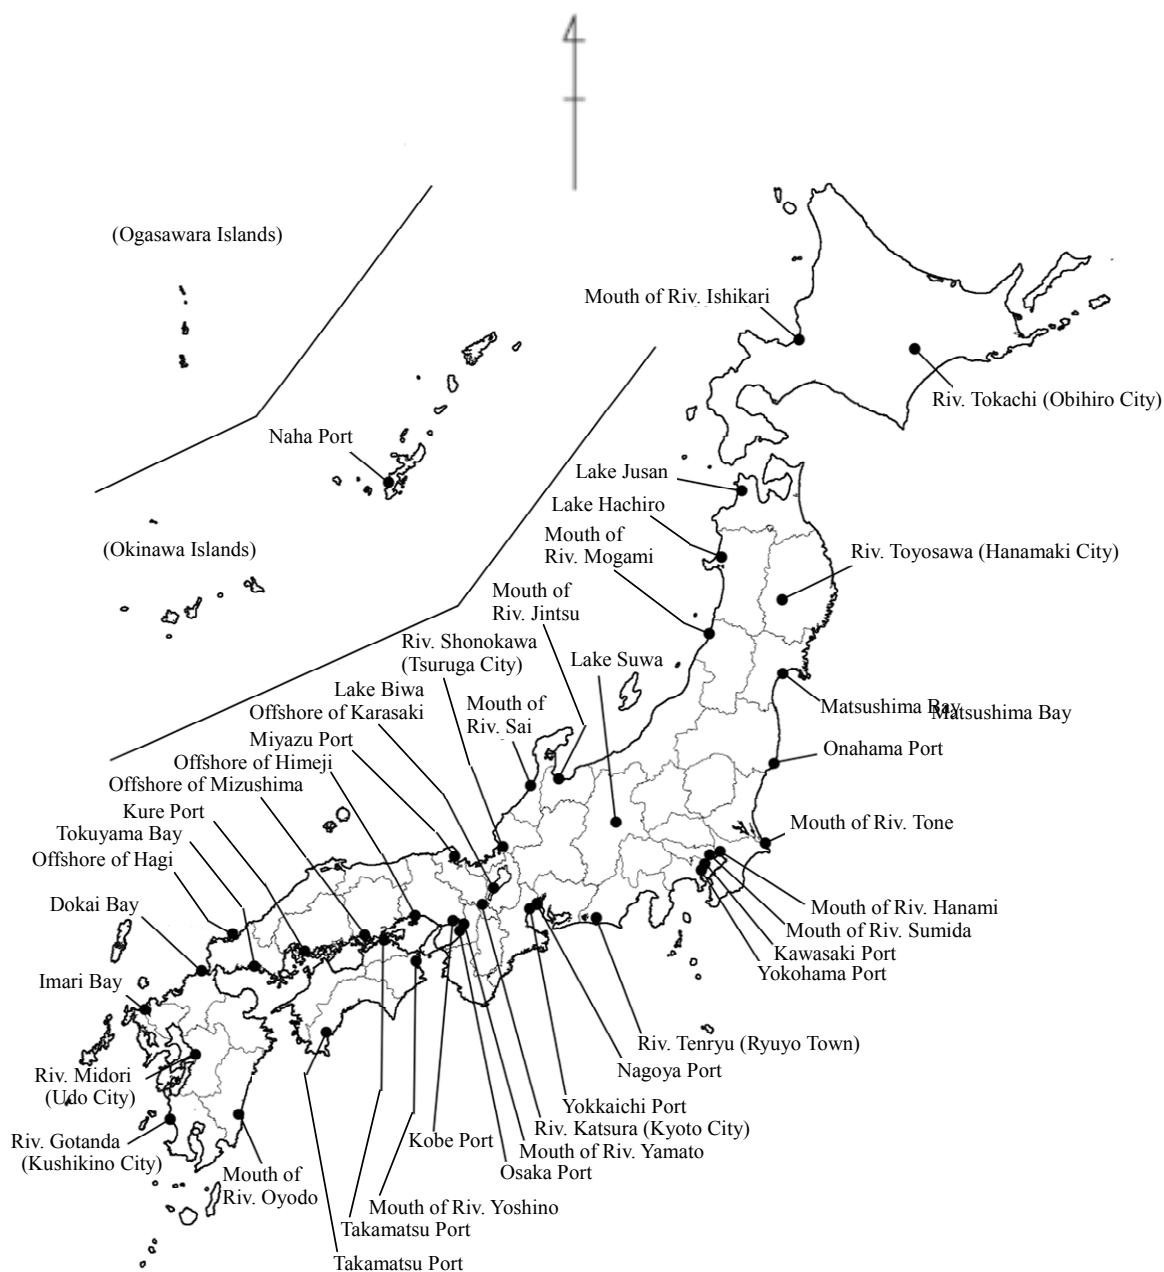 (Ogasawara Islands)
Mouth of Riv. Ishikari
Riv. Tokachi (Obihiro City)
Naha Port
Lake Jusan
Lake Hachiro
Mouth of
Riv. Mogami
(Okinawa Islands)
Riv. Toyosawa (Hanamaki City)
Mouth of
Riv. Jintsu
Riv. Shonokawa
(Tsuruga City)
Lake Suwa
Lake Biwa
Offshore of Karasaki
Mouth of
Riv. Sai
Matsushima Bay
Matsushima Bay
Miyazu Port
Onahama Port
Offshore of Himeji
Offshore of Mizushima
Kure Port
Tokuyama Bay
Mouth of Riv. Tone
Offshore of Hagi
Dokai Bay
Mouth of Riv. Hanami
Mouth of Riv. Sumida
Kawasaki Port
Yokohama Port
Imari Bay
Riv. Tenryu (Ryuyo Town)
Nagoya Port
Riv. Midori
(Udo City)
Yokkaichi Port
Riv. Katsura (Kyoto City)
Kobe Port
Mouth of Riv. Yamato
Osaka Port
Riv. Gotanda
(Kushikino City)
Mouth of
Riv. Oyodo
Mouth of Riv. Yoshino
Takamatsu Port
Takamatsu Port